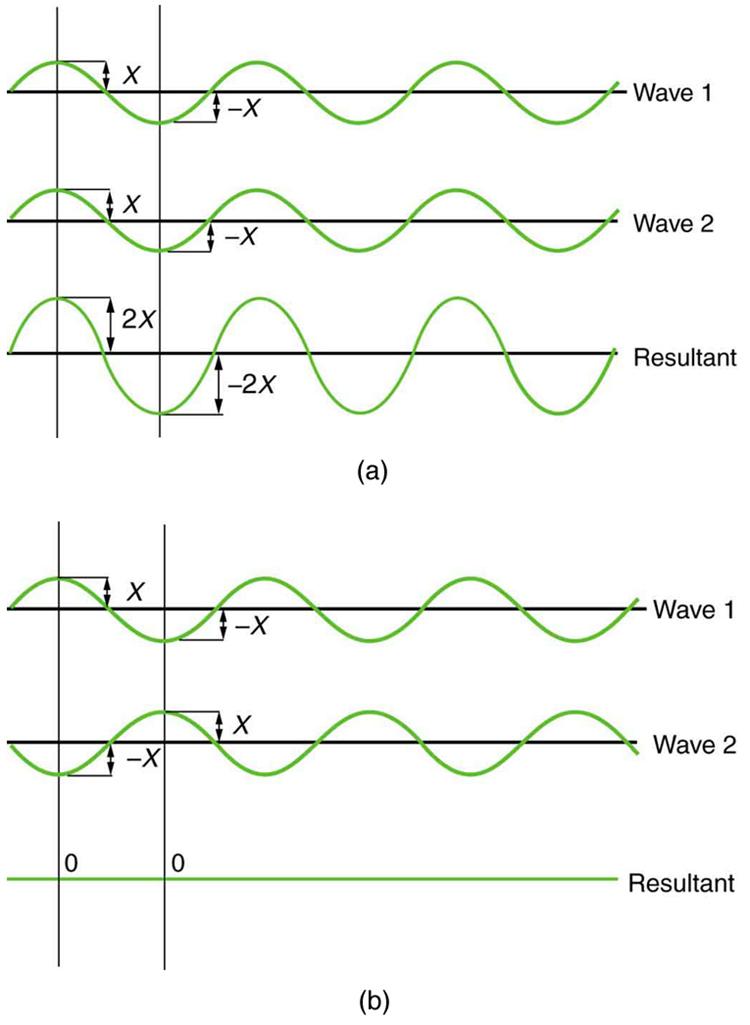 X
Wave 1
–X
X
Wave 2
–X
2X
Resultant
–2X
(a)
X
Wave 1
–X
X
Wave 2
–X
0 0
Resultant
(b)